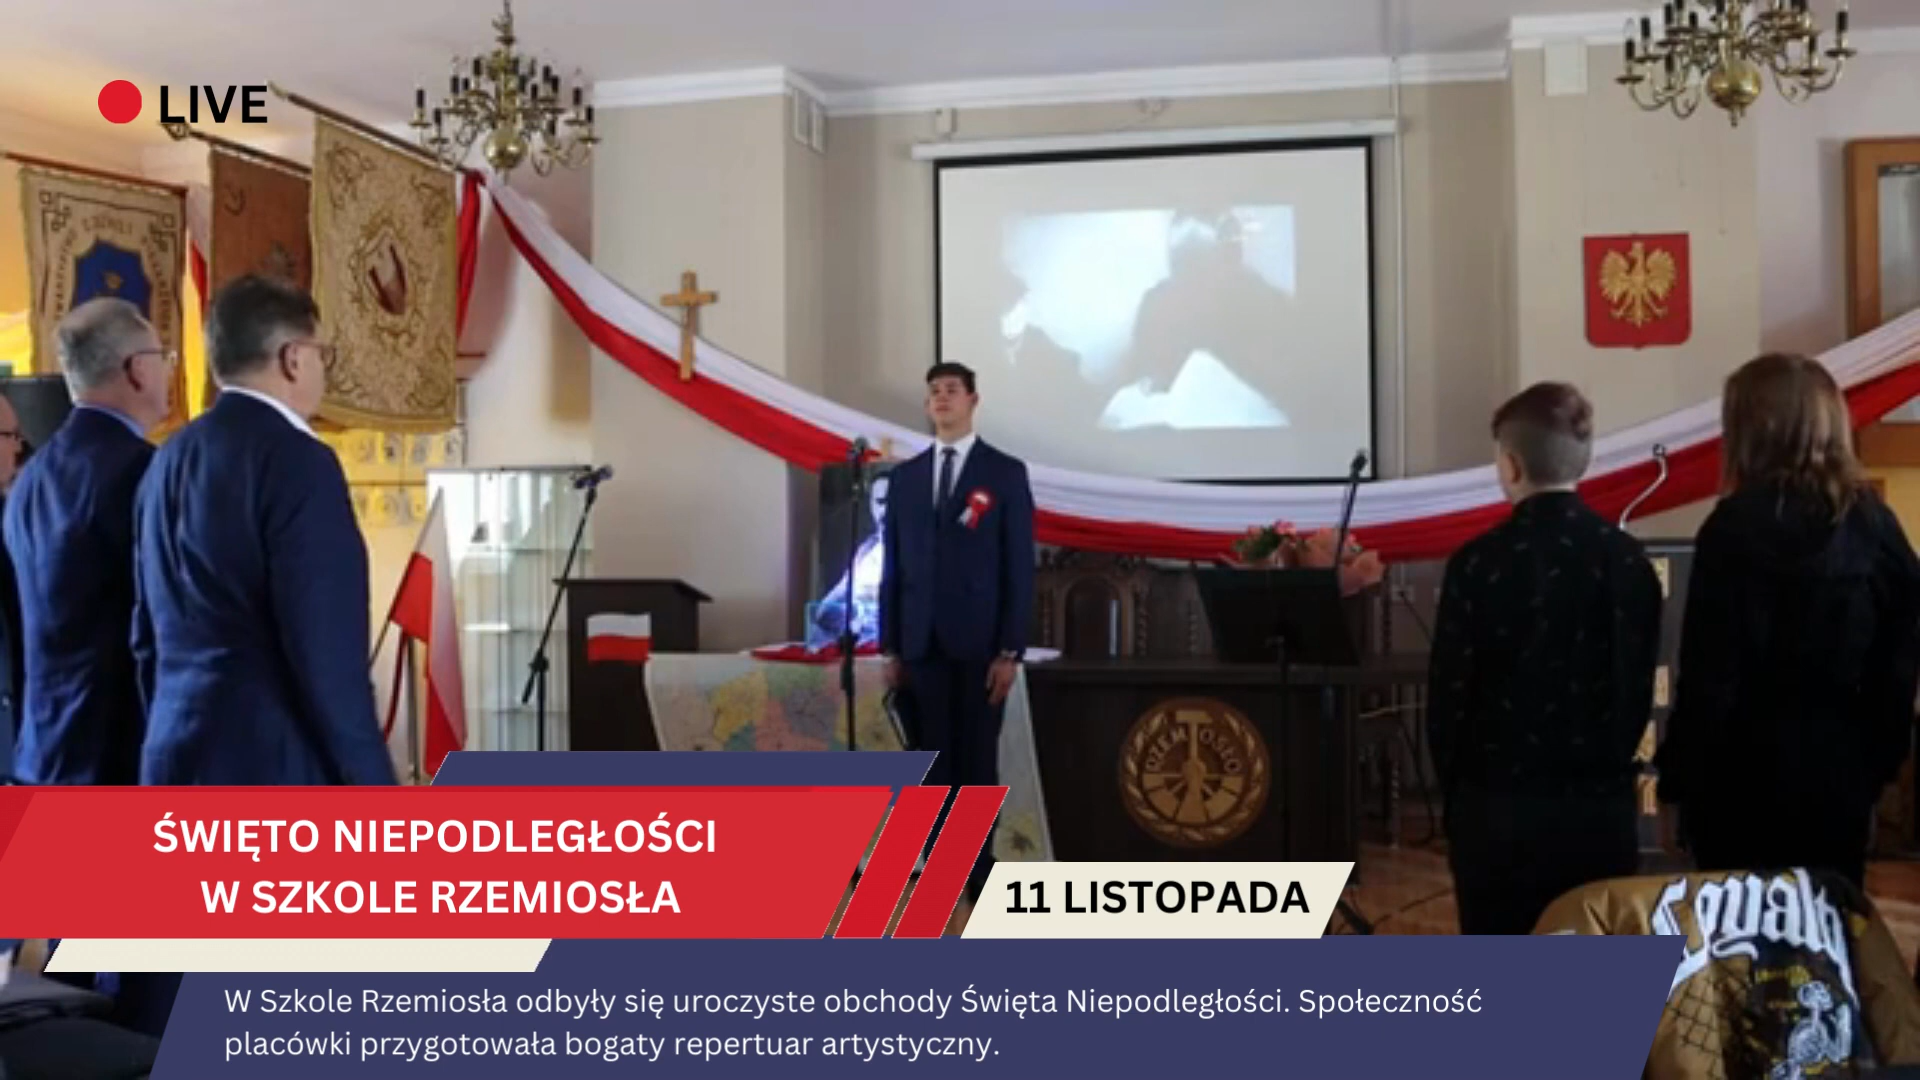 LIVE
RZEMIOSŁO
ŚWIĘTO NIEPODLEGŁOŚCI
W SZKOLE RZEMIOSŁA
11 LISTOPADA
W Szkole Rzemiosła odbyły się uroczyste obchody Święta Niepodległości. Społeczność
placówki przygotowała bogaty repertuar artystyczny.